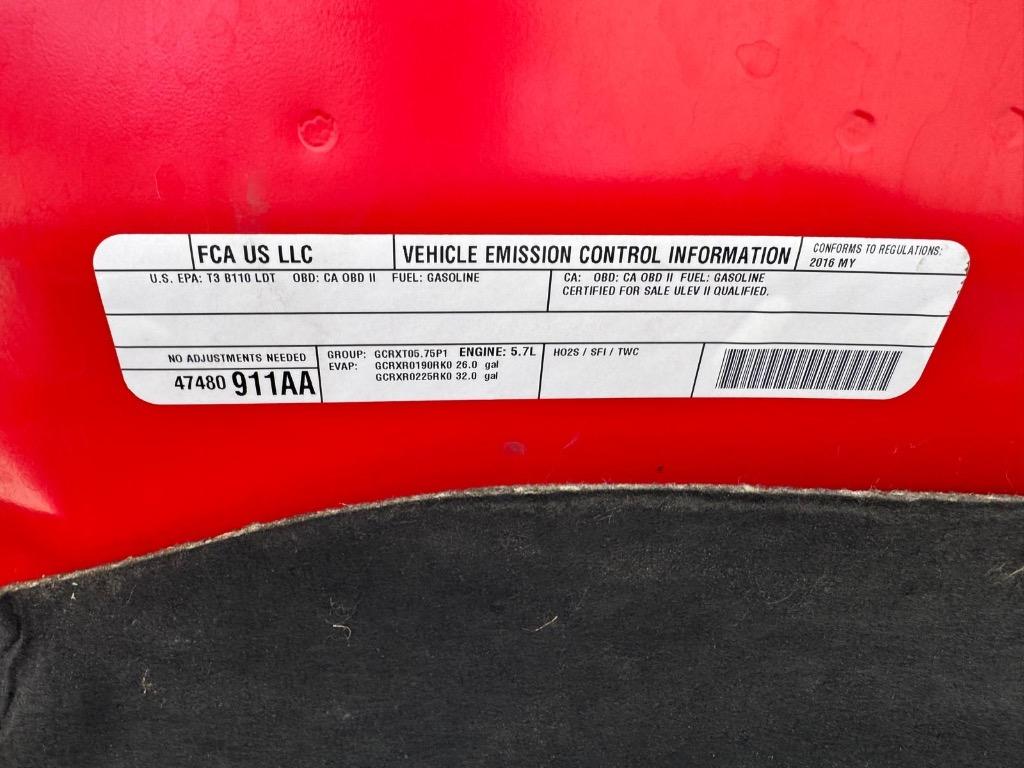 FCA US LLC
VEHICLE EMISSION CONTROL INFORMATION
CONFORMS TO REGULATIONS:
2016 MY
U.S. EPA: T3 B110 LDT OBD: CA OBD II FUEL: GASOLINE
CA: OBD: CA OBD II FUEL: GASOLINE
CERTIFIED FOR SALE ULEV II QUALIFIED.
NO ADJUSTMENTS NEEDED
47480 911AA
GROUP: GCRXT05.75P1 ENGINE: 5.7L
EVAP: GCRXR0190RK0 26.0 gal
GCRXR0225RK0 32.0 gal
HO2S / SFI / TWC